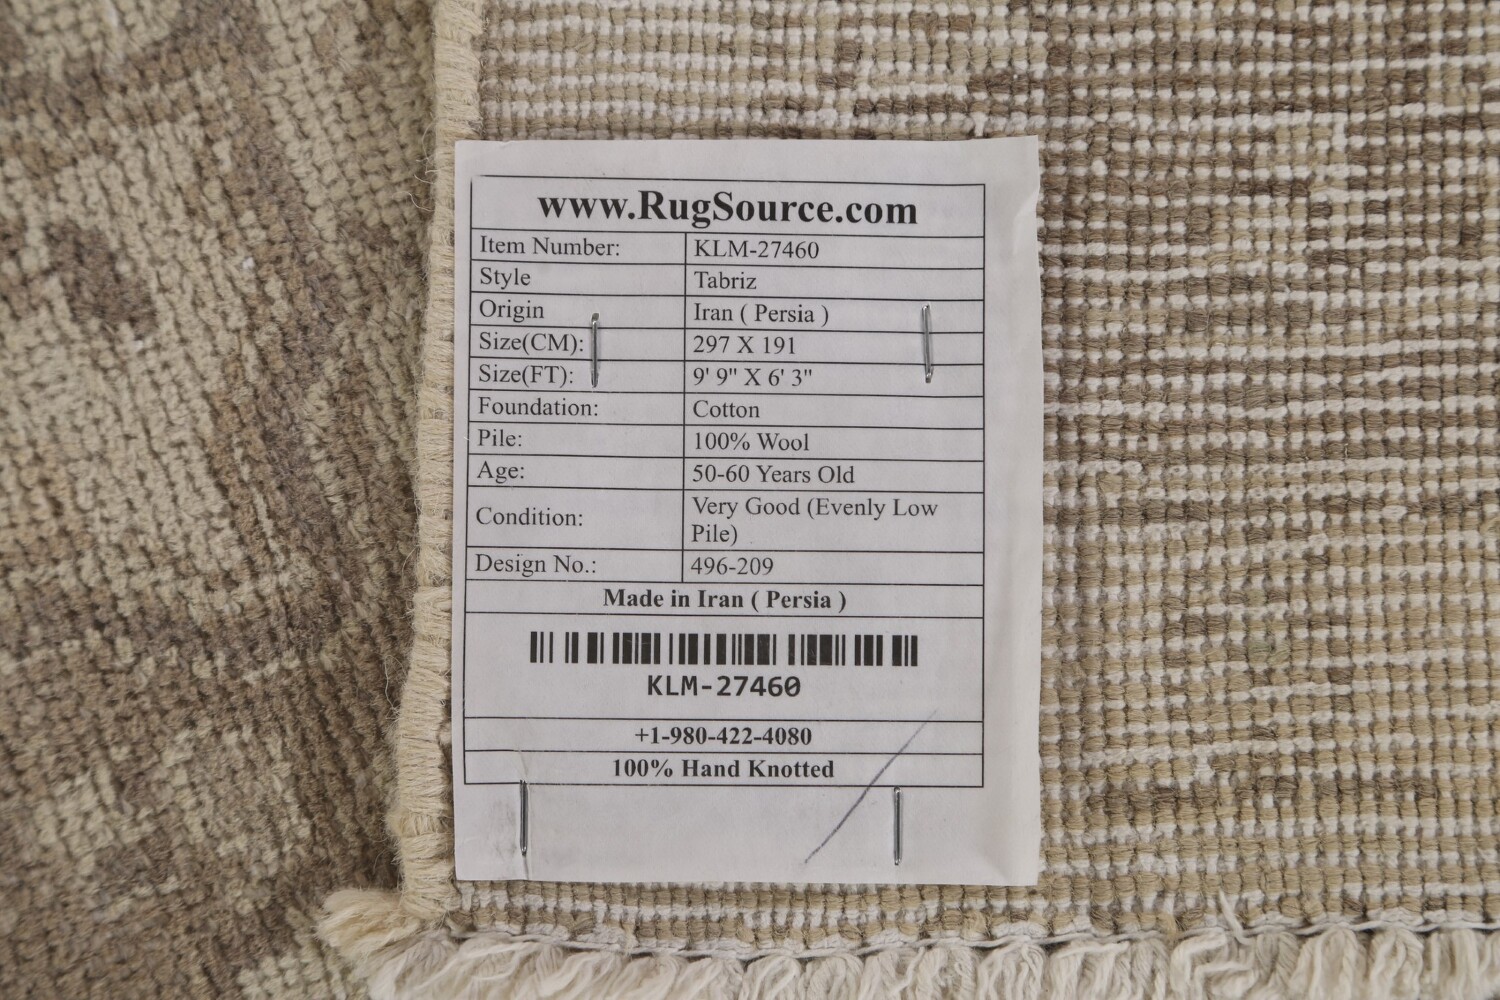 www.RugSource.com
Item Number: KLM-27460
Style Tabriz
Origin Iran ( Persia )
Size(CM): 297 X 191
Size(FT): 9' 9" X 6' 3"
Foundation: Cotton
Pile: 100% Wool
Age: 50-60 Years Old
Condition: Very Good (Evenly Low
Pile)
Design No.: 496-209
Made in Iran ( Persia )
KLM-27460
+1-980-422-4080
100% Hand Knotted